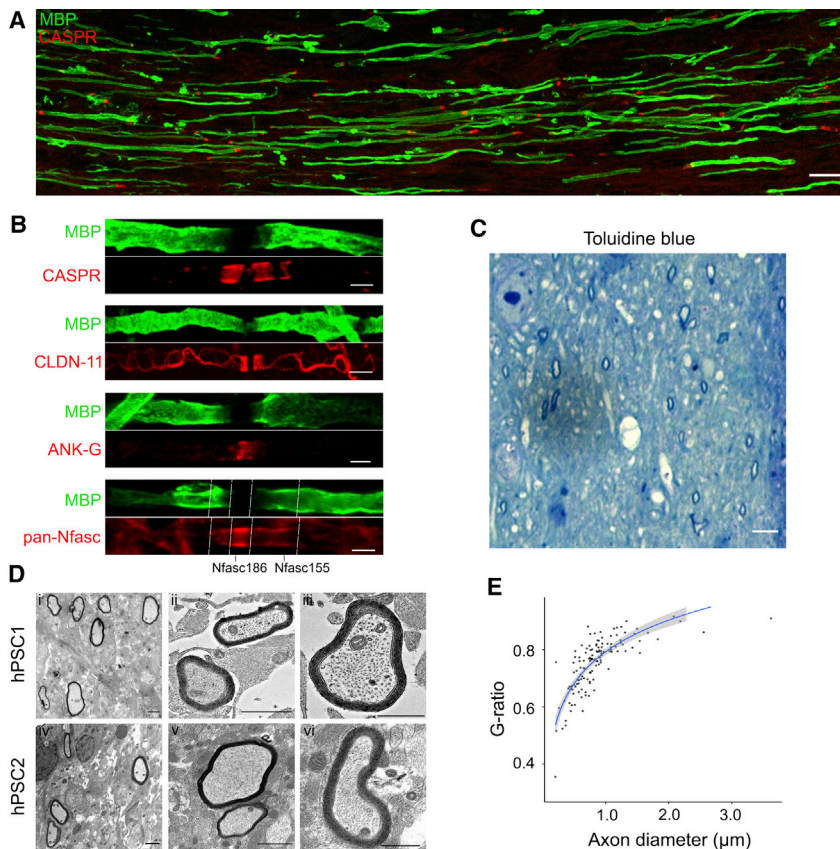 A
MBP
CASPR
B
MBP
CASPR
MBP
CLDN-11
MBP
ANK-G
MBP
pan-Nfasc
Nfasc186 Nfasc155
C
Toluidine blue
D
hPSC1
i ii iii
hPSC2
iv v vi
E
G-ratio
0.8
0.6
0.4
1.0 2.0 3.0
Axon diameter (μm)